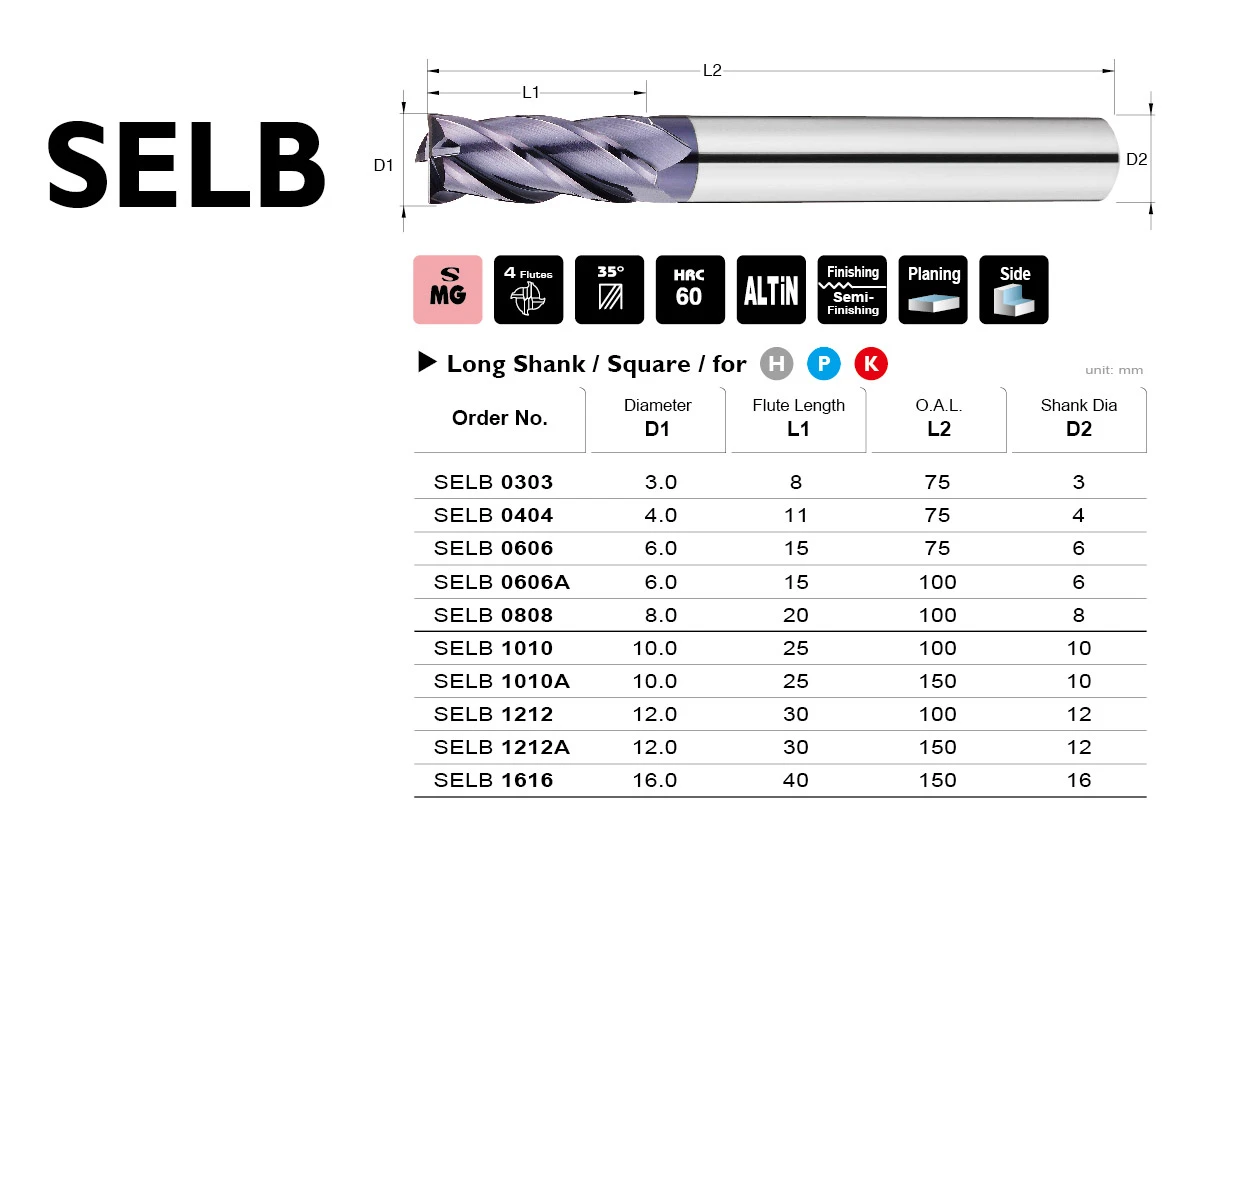 SELB
L2
L1
D1
D2
S
MG
4 Flutes
35°
HRC
60
ALTiN
Finishing
Semi-
Finishing
Planing
Side
▶ Long Shank / Square / for H P K
unit: mm
Order No. Diameter D1 Flute Length L1 O.A.L. L2 Shank Dia D2
SELB 0303 3.0 8 75 3
SELB 0404 4.0 11 75 4
SELB 0606 6.0 15 75 6
SELB 0606A 6.0 15 100 6
SELB 0808 8.0 20 100 8
SELB 1010 10.0 25 100 10
SELB 1010A 10.0 25 150 10
SELB 1212 12.0 30 100 12
SELB 1212A 12.0 30 150 12
SELB 1616 16.0 40 150 16